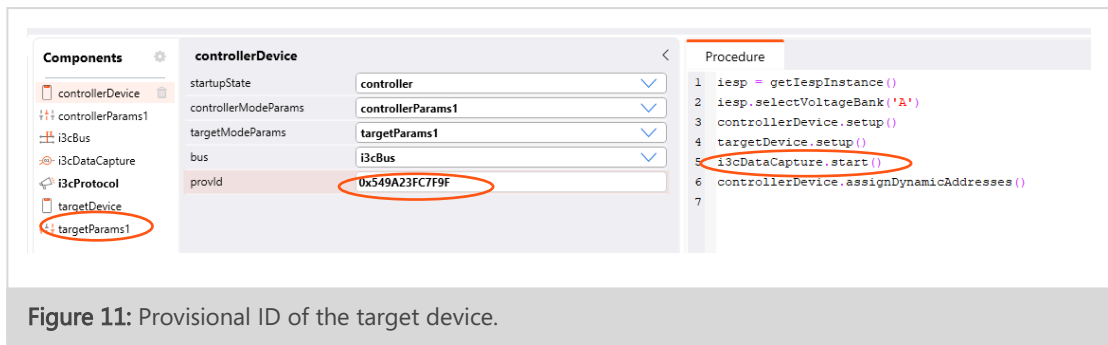 Components
controllerDevice
controllerParams1
i3cBus
i3cDataCapture
i3cProtocol
targetDevice
targetParams1
controllerDevice
startupState controller
controllerModeParams controllerParams1
targetModeParams targetParams1
bus i3cBus
provId 0x549A23FC7F9F
Procedure
1 iesp = getIespInstance()
2 iesp.selectVoltageBank('A')
3 controllerDevice.setup()
4 targetDevice.setup()
5 i3cDataCapture.start()
6 controllerDevice.assignDynamicAddresses()
7
Figure 11: Provisional ID of the target device.